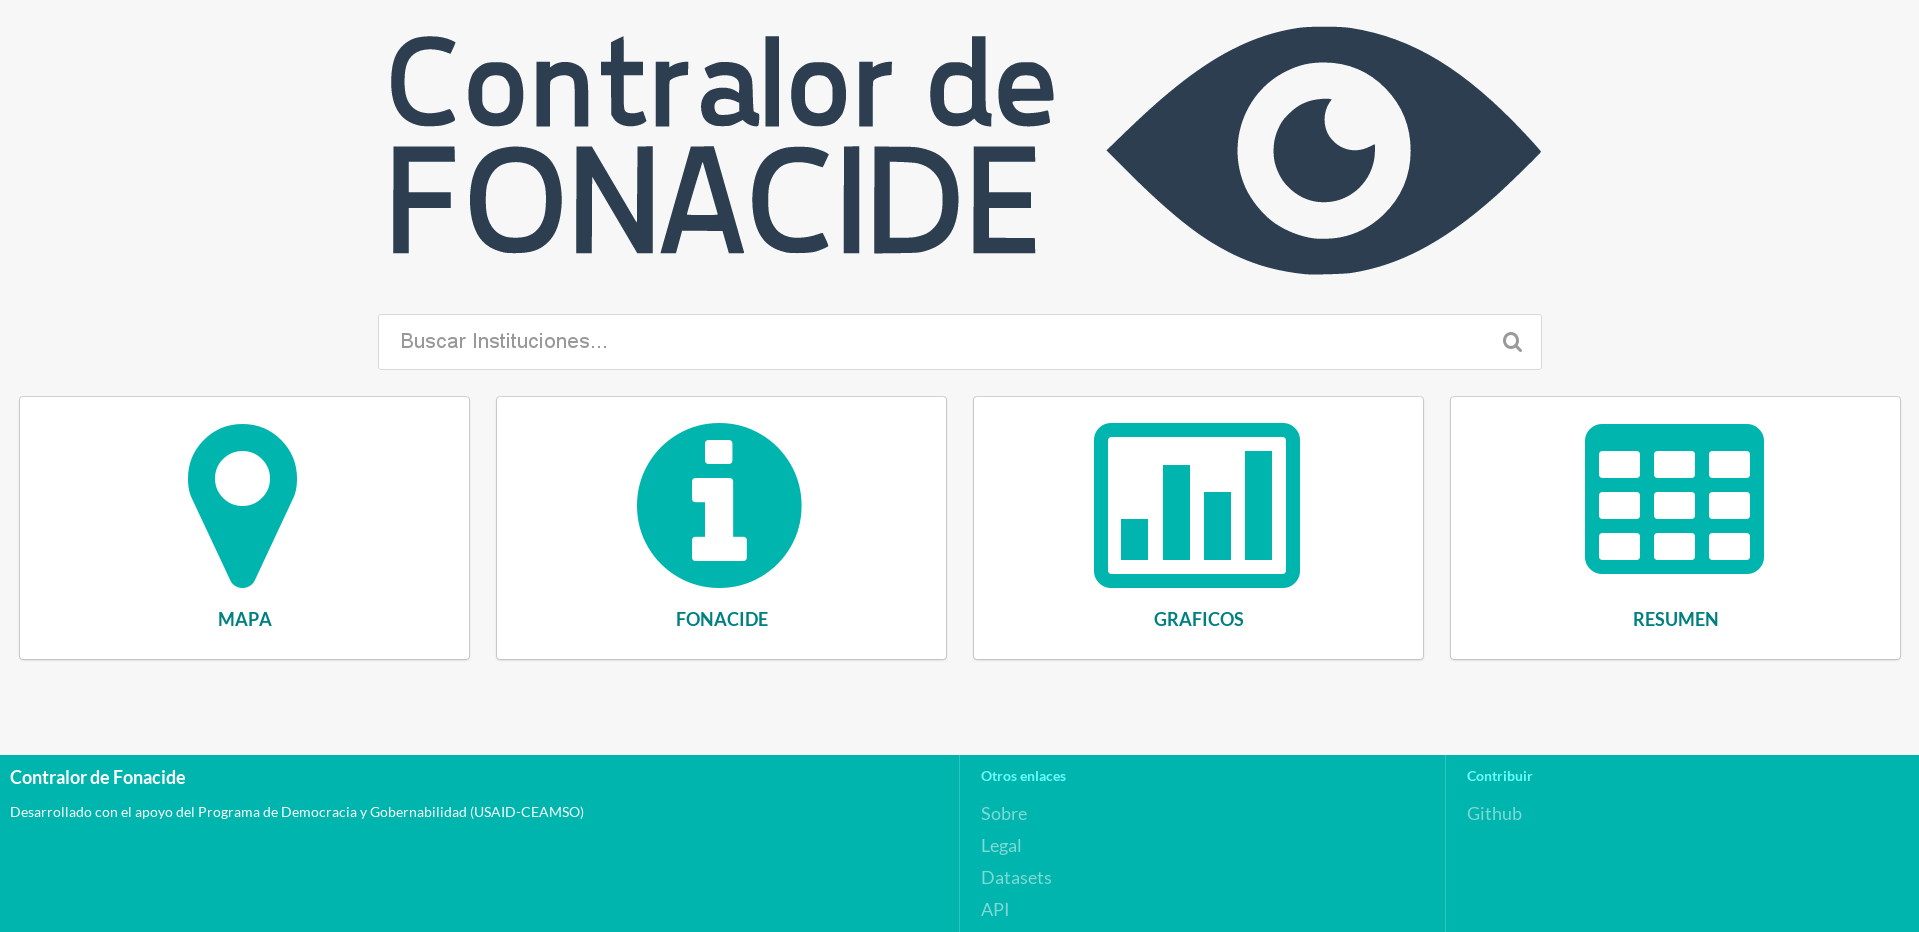 Contralor de
FONACIDE
Buscar Instituciones...
MAPA
FONACIDE
GRAFICOS
RESUMEN
Contralor de Fonacide
Desarrollado con el apoyo del Programa de Democracia y Gobernabilidad (USAID-CEAMSO)
Otros enlaces
Sobre
Legal
Datasets
API
Contribuir
Github